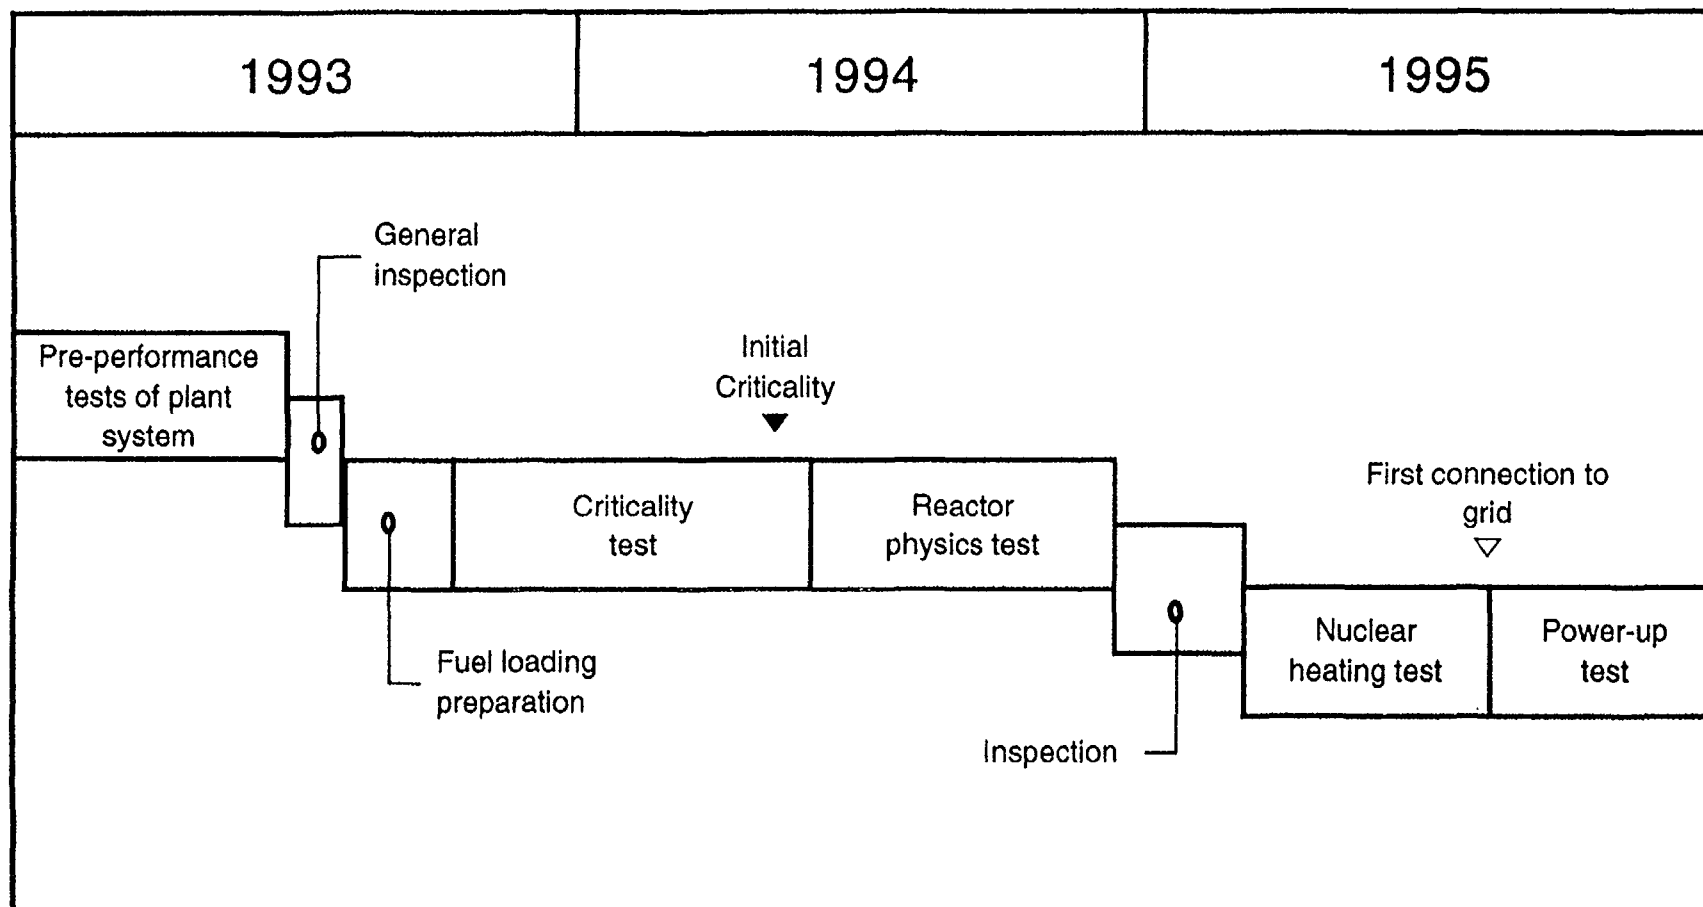 1993
1994
1995
General
inspection
Pre-performance
tests of plant
system
Initial
Criticality
First connection to
grid
Criticality
test
Reactor
physics test
Nuclear
heating test
Power-up
test
Fuel loading
preparation
Inspection